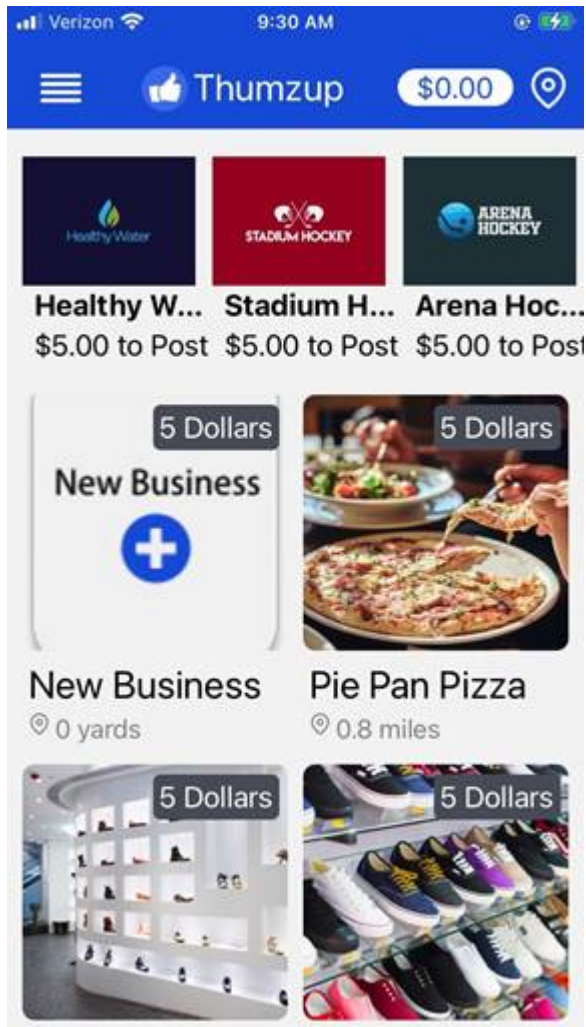 Verizon 9:30 AM
Thumzup $0.00
Healthy Water STADIUM HOCKEY ARENA HOCKEY
Healthy W... Stadium H... Arena Hoc...
$5.00 to Post $5.00 to Post $5.00 to Post
5 Dollars 5 Dollars
New Business
New Business Pie Pan Pizza
0 yards 0.8 miles
5 Dollars 5 Dollars